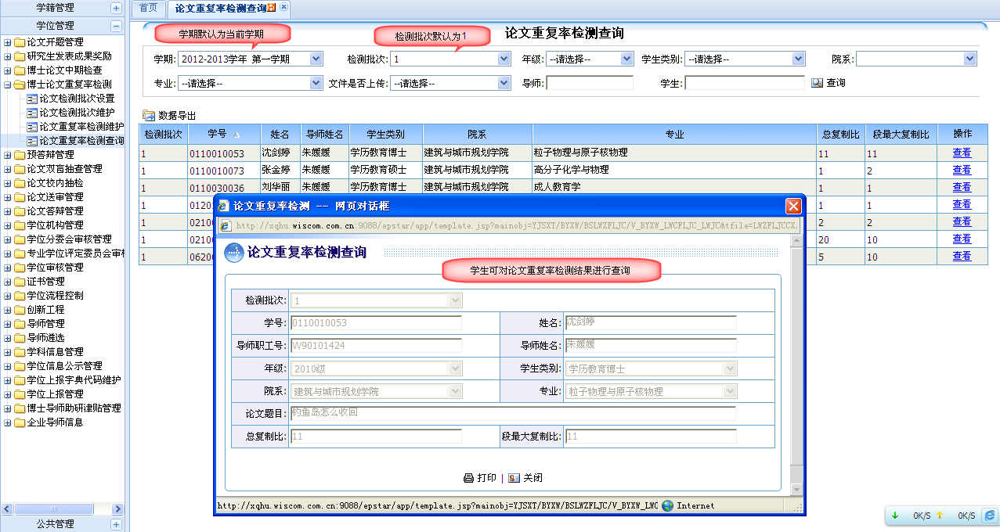 学籍管理
学位管理
论文开题管理
研究生发表成果奖励
博士论文中期检查
博士论文重复率检测
论文检测批次设置
论文检测批次维护
论文重复率检测维护
论文重复率检测查询
预答辩管理
论文双盲抽查管理
论文校内抽检
论文送审管理
论文答辩管理
学位机构管理
学位分委会审核管理
专业学位评定委员会审核
学位审核管理
证书管理
学位流程控制
创新工程
导师管理
导师遴选
学科信息管理
学位信息公示管理
学位上报字典代码维护
学位上报管理
博士导师助研津贴管理
企业导师信息
公共管理
首页 论文重复率检测查询
学期默认为当前学期 检测批次默认为1 论文重复率检测查询
学期: 2012-2013学年 第一学期 检测批次: 1 年级: --请选择-- 学生类别: --请选择-- 院系:
专业: --请选择-- 文件是否上传: --请选择-- 导师: 学生: 查询
数据导出
检测批次 学号 姓名 导师姓名 学生类别 院系 专业 总复制比 段最大复制比 操作
1 0110010053 沈剑婷 朱媛媛 学历教育博士 建筑与城市规划学院 粒子物理与原子核物理 11 11 查看
1 0110010073 张金婷 朱媛媛 学历教育硕士 建筑与城市规划学院 高分子化学与物理 1 2 查看
1 0110030036 刘华丽 朱媛媛 学历教育博士 建筑与城市规划学院 成人教育学 1 1 查看
1 0120 1 1 查看
1 0210 2 2 查看
1 0210 20 10 查看
1 0620 5 10 查看
论文重复率检测 -- 网页对话框
http://xqhu.wiscom.com.cn:9088/epstar/app/template.jsp?mainobj=YJSXT/BYXW/BSLWZFLJC/V_BYXW_LWCFLJC_LWJC&tfile=LWZFLJCCX,
论文重复率检测查询
学生可对论文重复率检测结果进行查询
检测批次: 1
学号: 0110010053 姓名: 沈剑婷
导师职工号: W90101424 导师姓名: 朱媛媛
年级: 2010级 学生类别: 学历教育博士
院系: 建筑与城市规划学院 专业: 粒子物理与原子核物理
论文题目: 钓鱼岛怎么收回
总复制比: 11 段最大复制比: 11
打印 | 关闭
http://xqhu.wiscom.com.cn:9088/epstar/app/template.jsp?mainobj=YJSXT/BYXW/BSLWZFLJC/V_BYXW_LWC Internet
0K/S 0K/S